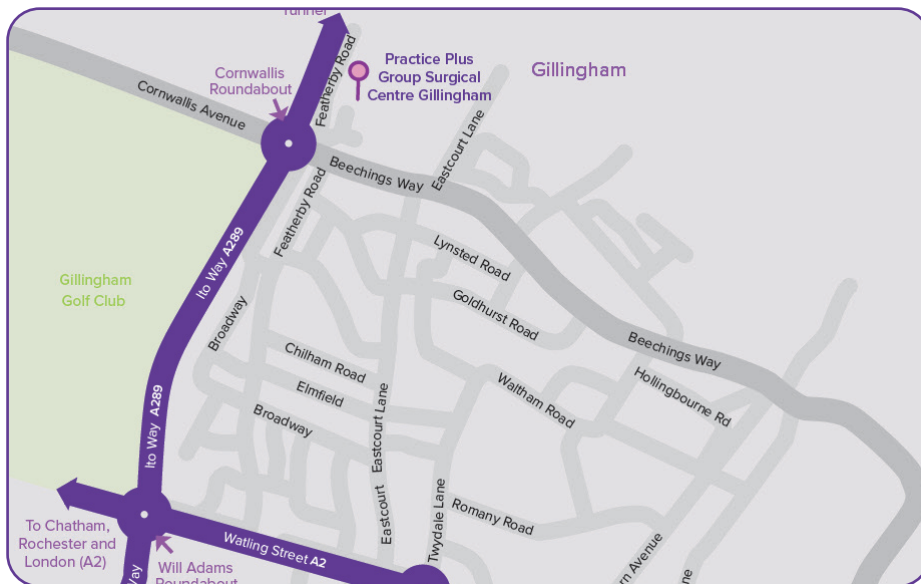 Tunnel
Featherby Road
Practice Plus
Group Surgical
Centre Gillingham
Gillingham
Cornwallis
Roundabout
Cornwallis Avenue
Beechings Way
Eastcourt Lane
Featherby Road
Ito Way A289
Lynsted Road
Goldhurst Road
Gillingham
Golf Club
Broadway
Chilham Road
Elmfield
Broadway
Beechings Way
Hollingbourne Rd
Waltham Road
Ito Way A289
Eastcourt Lane
Eastcourt
Twydale Lane
Romany Road
To Chatham,
Rochester and
London (A2)
Watling Street A2
Will Adams
Roundabout